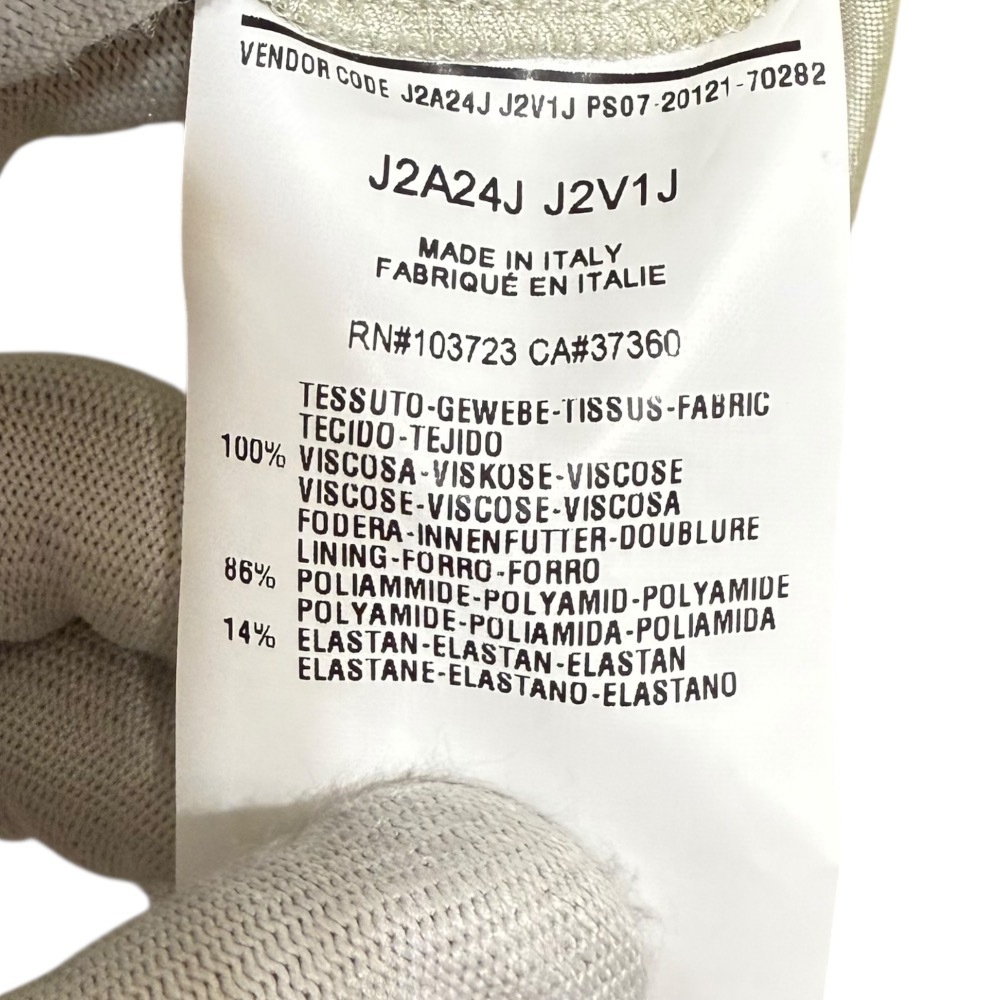 VENDOR CODE J2A24J J2V1J PS07-20121-70282
J2A24J J2V1J
MADE IN ITALY
FABRIQUÉ EN ITALIE
RN#103723 CA#37360
TESSUTO-GEWEBE-TISSUS-FABRIC
TECIDO-TEJIDO
100% VISCOSA-VISKOSE-VISCOSE
VISCOSE-VISCOSE-VISCOSA
FODERA-INNENFUTTER-DOUBLURE
LINING-FORRO-FORRO
86% POLIAMMIDE-POLYAMID-POLYAMIDE
POLYAMIDE-POLIAMIDA-POLIAMIDA
14% ELASTAN-ELASTAN-ELASTAN
ELASTANE-ELASTANO-ELASTANO